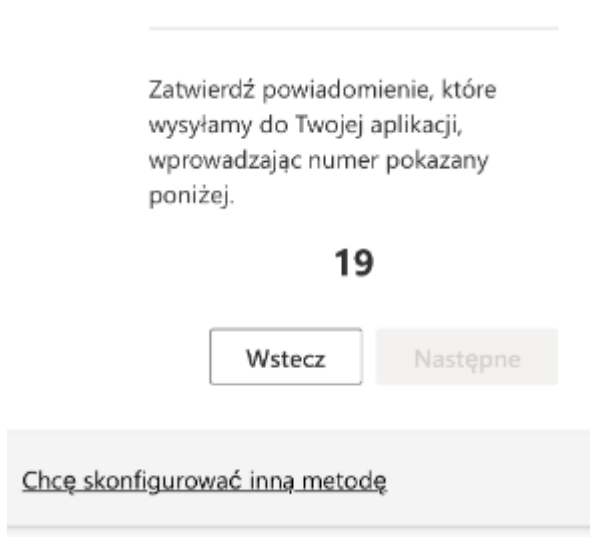 Zatwierdź powiadomienie, które
wysyłamy do Twojej aplikacji,
wprowadzając numer pokazany
poniżej.
19
Wstecz
Następne
Chcę skonfigurować inną metodę